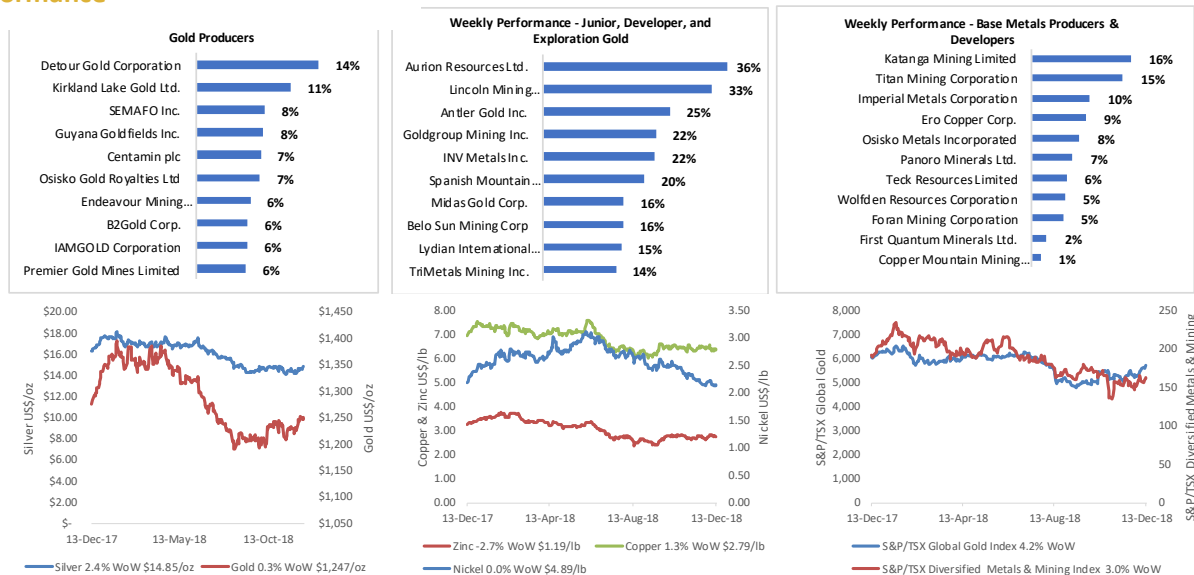 Gold Producers
Detour Gold Corporation 14%
Kirkland Lake Gold Ltd. 11%
SEMAFO Inc. 8%
Guyana Goldfields Inc. 8%
Centamin plc 7%
Osisko Gold Royalties Ltd 7%
Endeavour Mining... 6%
B2Gold Corp. 6%
IAMGOLD Corporation 6%
Premier Gold Mines Limited 6%
Weekly Performance - Junior, Developer, and
Exploration Gold
Aurion Resources Ltd. 36%
Lincoln Mining... 33%
Antler Gold Inc. 25%
Goldgroup Mining Inc. 22%
INV Metals Inc. 22%
Spanish Mountain... 20%
Midas Gold Corp. 16%
Belo Sun Mining Corp 16%
Lydian International... 15%
TriMetals Mining Inc. 14%
Weekly Performance - Base Metals Producers &
Developers
Katanga Mining Limited 16%
Titan Mining Corporation 15%
Imperial Metals Corporation 10%
Ero Copper Corp. 9%
Osisko Metals Incorporated 8%
Panoro Minerals Ltd. 7%
Teck Resources Limited 6%
Wolfden Resources Corporation 5%
Foran Mining Corporation 5%
First Quantum Minerals Ltd. 2%
Copper Mountain Mining... 1%
Silver US$/oz
$20.00
$18.00
$16.00
$14.00
$12.00
$10.00
$8.00
$6.00
$4.00
$2.00
$-
$1,450
$1,400
$1,350
$1,300
$1,250
$1,200
$1,150
$1,100
$1,050
Gold US$/oz
13-Dec-17 13-May-18 13-Oct-18
Silver 2.4% WoW $14.85/oz Gold 0.3% WoW $1,247/oz
Copper & Zinc US$/lb
8.00
7.00
6.00
5.00
4.00
3.00
2.00
1.00
0.00
3.50
3.00
2.50
2.00
1.50
1.00
0.50
0.00
Nickel US$/lb
13-Dec-17 13-Apr-18 13-Aug-18 13-Dec-18
Zinc -2.7% WoW $1.19/lb Copper 1.3% WoW $2.79/lb
Nickel 0.0% WoW $4.89/lb
S&P/TSX Global Gold
8,000
7,000
6,000
5,000
4,000
3,000
2,000
1,000
0
250
200
150
100
50
0
S&P/TSX Diversified Metals & Mining
13-Dec-17 13-Apr-18 13-Aug-18 13-Dec-18
S&P/TSX Global Gold Index 4.2% WoW
S&P/TSX Diversified Metals & Mining Index 3.0% WoW